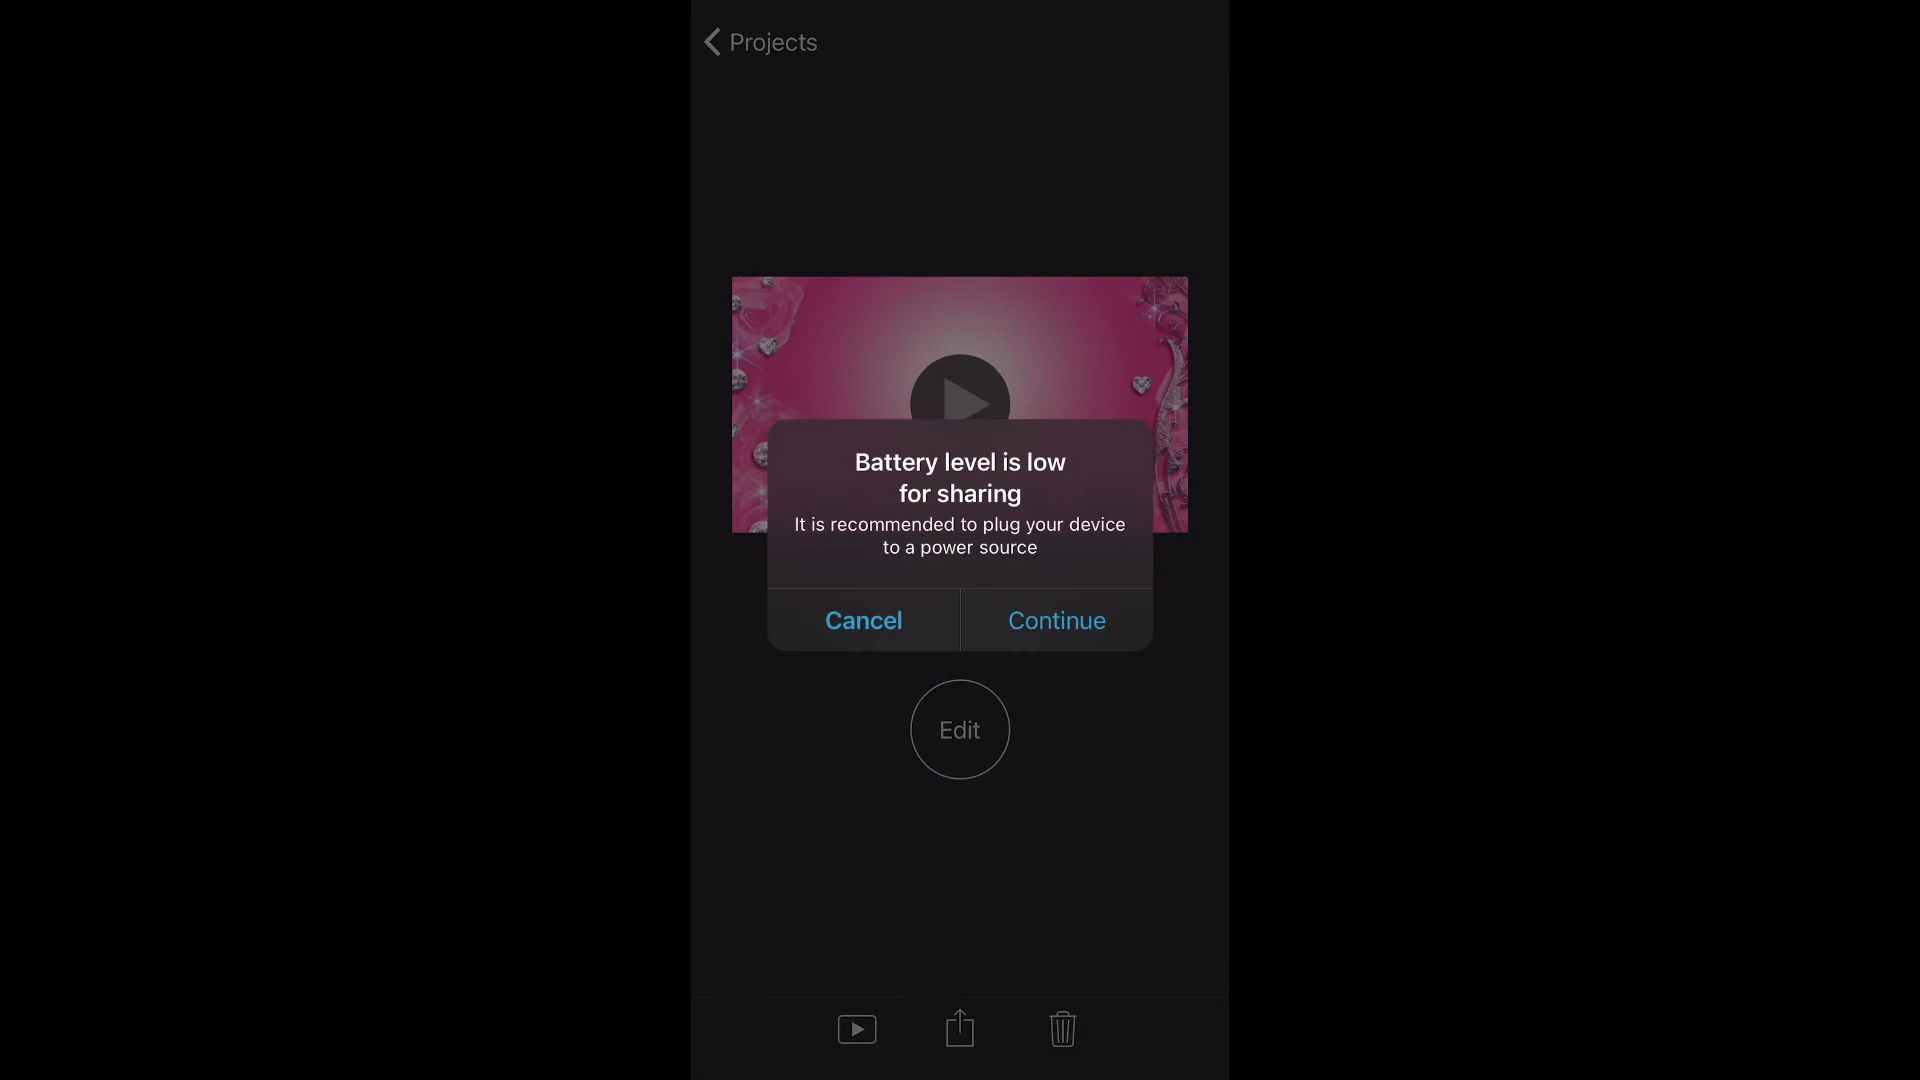 Projects
Battery level is low
for sharing
It is recommended to plug your device
to a power source
Cancel
Continue
Edit